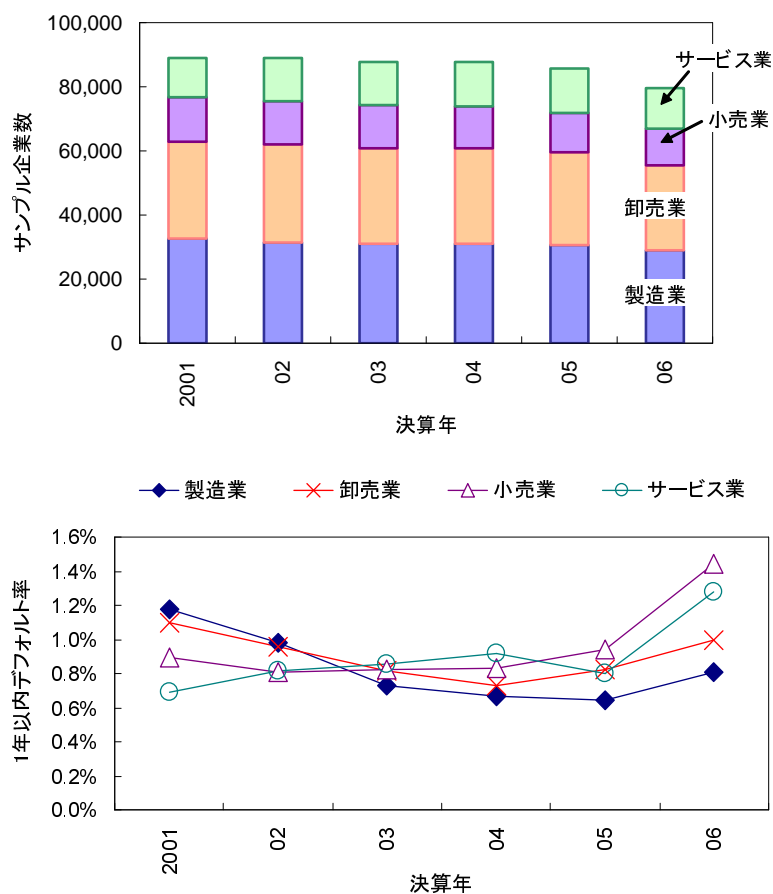 100,000
80,000
60,000
40,000
20,000
0
サンプル企業数
サービス業
小売業
卸売業
製造業
2001 02 03 04 05 06
決算年
製造業 卸売業 小売業 サービス業
1.6%
1.4%
1.2%
1.0%
0.8%
0.6%
0.4%
0.2%
0.0%
1年以内デフォルト率
2001 02 03 04 05 06
決算年